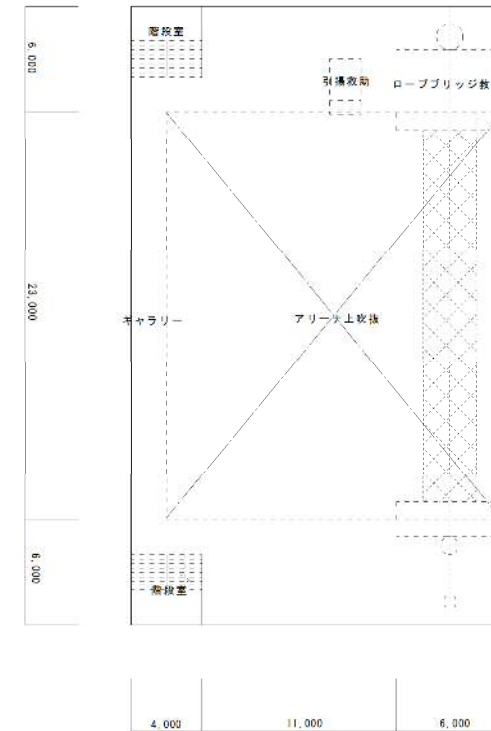 階段室
6,000
引揚救助
ロープブリッジ救
23,000
ギャラリー
アリーナ上吹抜
6,000
階段室
4,000
11,000
6,000